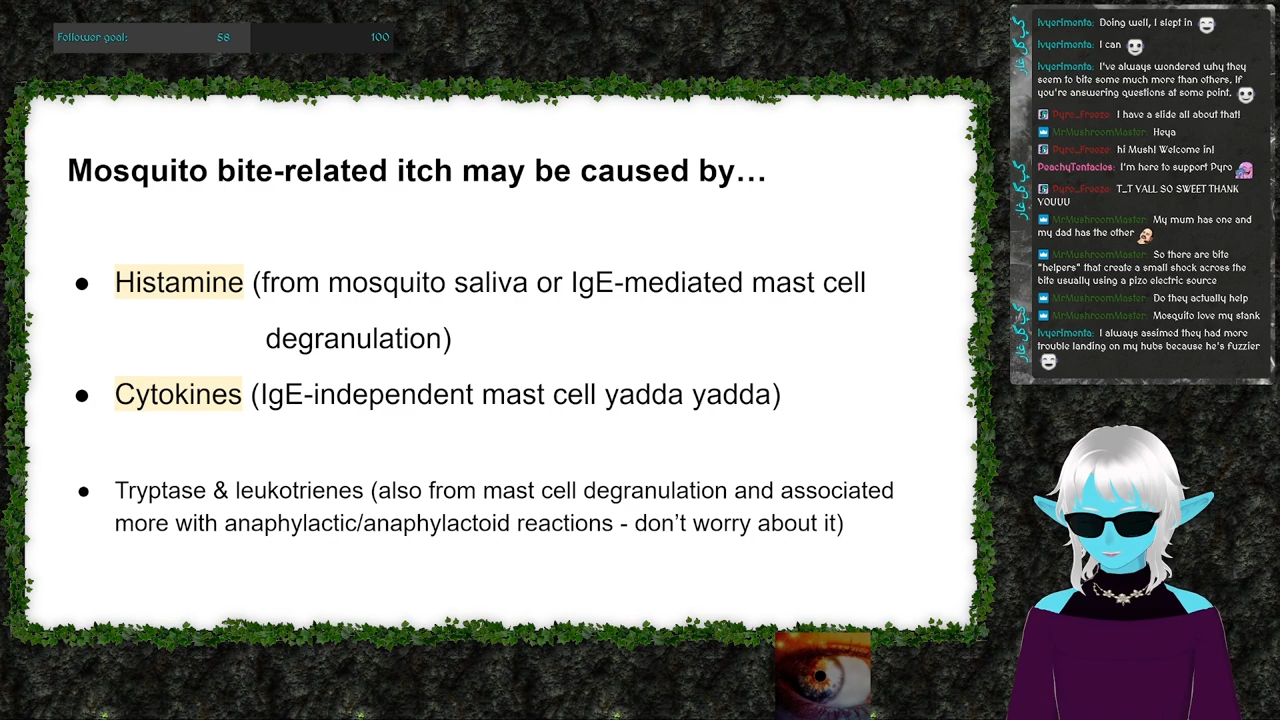 Follower goal: 58 100
Mosquito bite-related itch may be caused by…
● Histamine (from mosquito saliva or IgE-mediated mast cell
degranulation)
● Cytokines (IgE-independent mast cell yadda yadda)
● Tryptase & leukotrienes (also from mast cell degranulation and associated
more with anaphylactic/anaphylactoid reactions - don’t worry about it)
Ivyerimenta: Doing well, I slept in
Ivyerimenta: I can
Ivyerimenta: I've always wondered why they
seem to bite some much more than others. If
you're answering questions at some point.
Pyro_Freeze: I have a slide all about that!
MrMushroomMaster: Heya
Pyro_Freeze: hi Mush! Welcome in!
PeachyTentacles: I'm here to support Pyro
Pyro_Freeze: T_T YALL SO SWEET THANK
YOUUU
MrMushroomMaster: My mum has one and
my dad has the other
MrMushroomMaster: So there are bite
"helpers" that create a small shock across the
bite usually using a pizo electric source
MrMushroomMaster: Do they actually help
MrMushroomMaster: Mosquito love my stank
Ivyerimenta: I always assimed they had more
trouble landing on my hubs because he's fuzzier